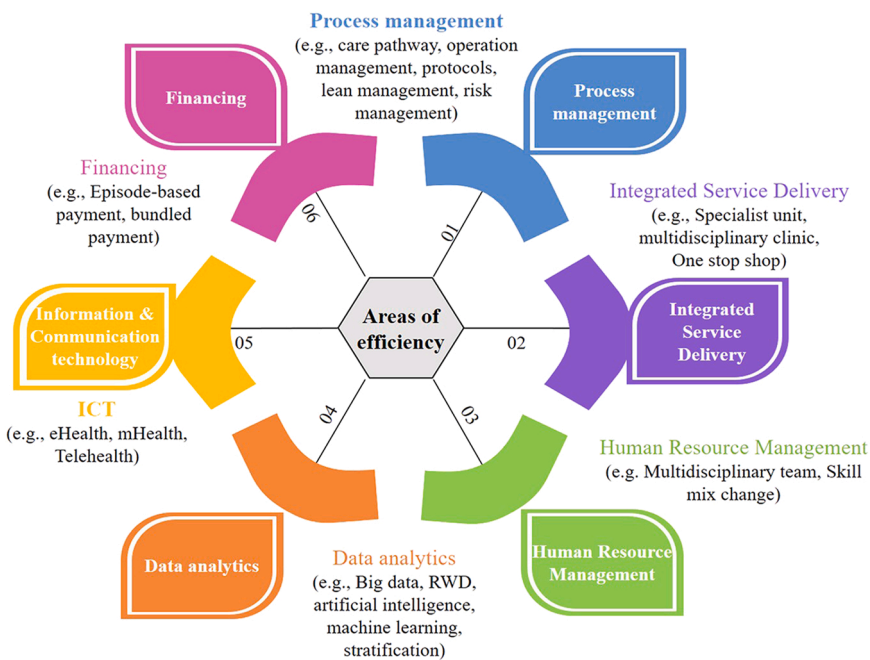 Process management
(e.g., care pathway, operation
management, protocols,
lean management, risk
management)
Financing
Process
management
Financing
(e.g., Episode-based
payment, bundled
payment)
06
01
Integrated Service Delivery
(e.g., Specialist unit,
multidisciplinary clinic,
One stop shop)
Information &
Communication
technology
05
Areas of
efficiency
02
Integrated
Service
Delivery
ICT
(e.g., eHealth, mHealth,
Telehealth)
04
03
Human Resource Management
(e.g. Multidisciplinary team, Skill
mix change)
Data analytics
Data analytics
(e.g., Big data, RWD,
artificial intelligence,
machine learning,
stratification)
Human Resource
Management